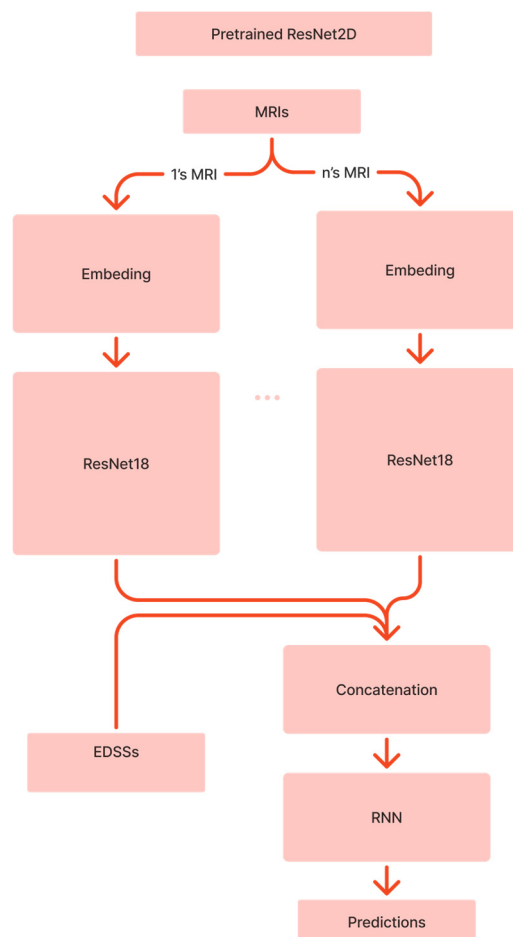 Pretrained ResNet2D
MRIs
1's MRI
n's MRI
Embeding
Embeding
ResNet18
ResNet18
Concatenation
EDSSs
RNN
Predictions